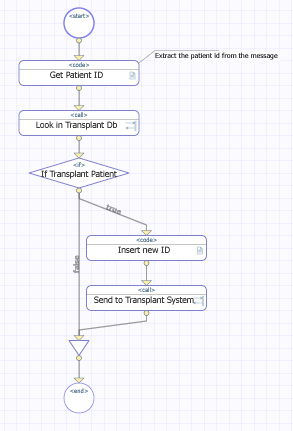 <start>
Extract the patient id from the message
<code>
Get Patient ID
<call>
Look in Transplant Db
<if>
If Transplant Patient
true
<code>
Insert new ID
false
<call>
Send to Transplant System
<end>